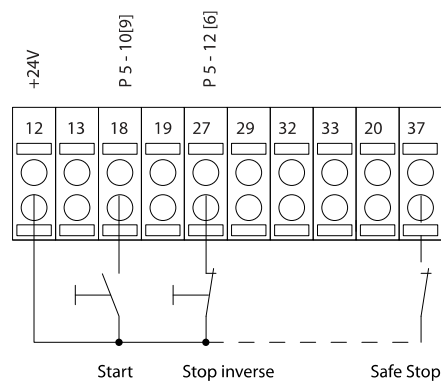 +24V
P 5 - 10[9]
P 5 - 12 [6]
12 13 18 19 27 29 32 33 20 37
Start Stop inverse Safe Stop